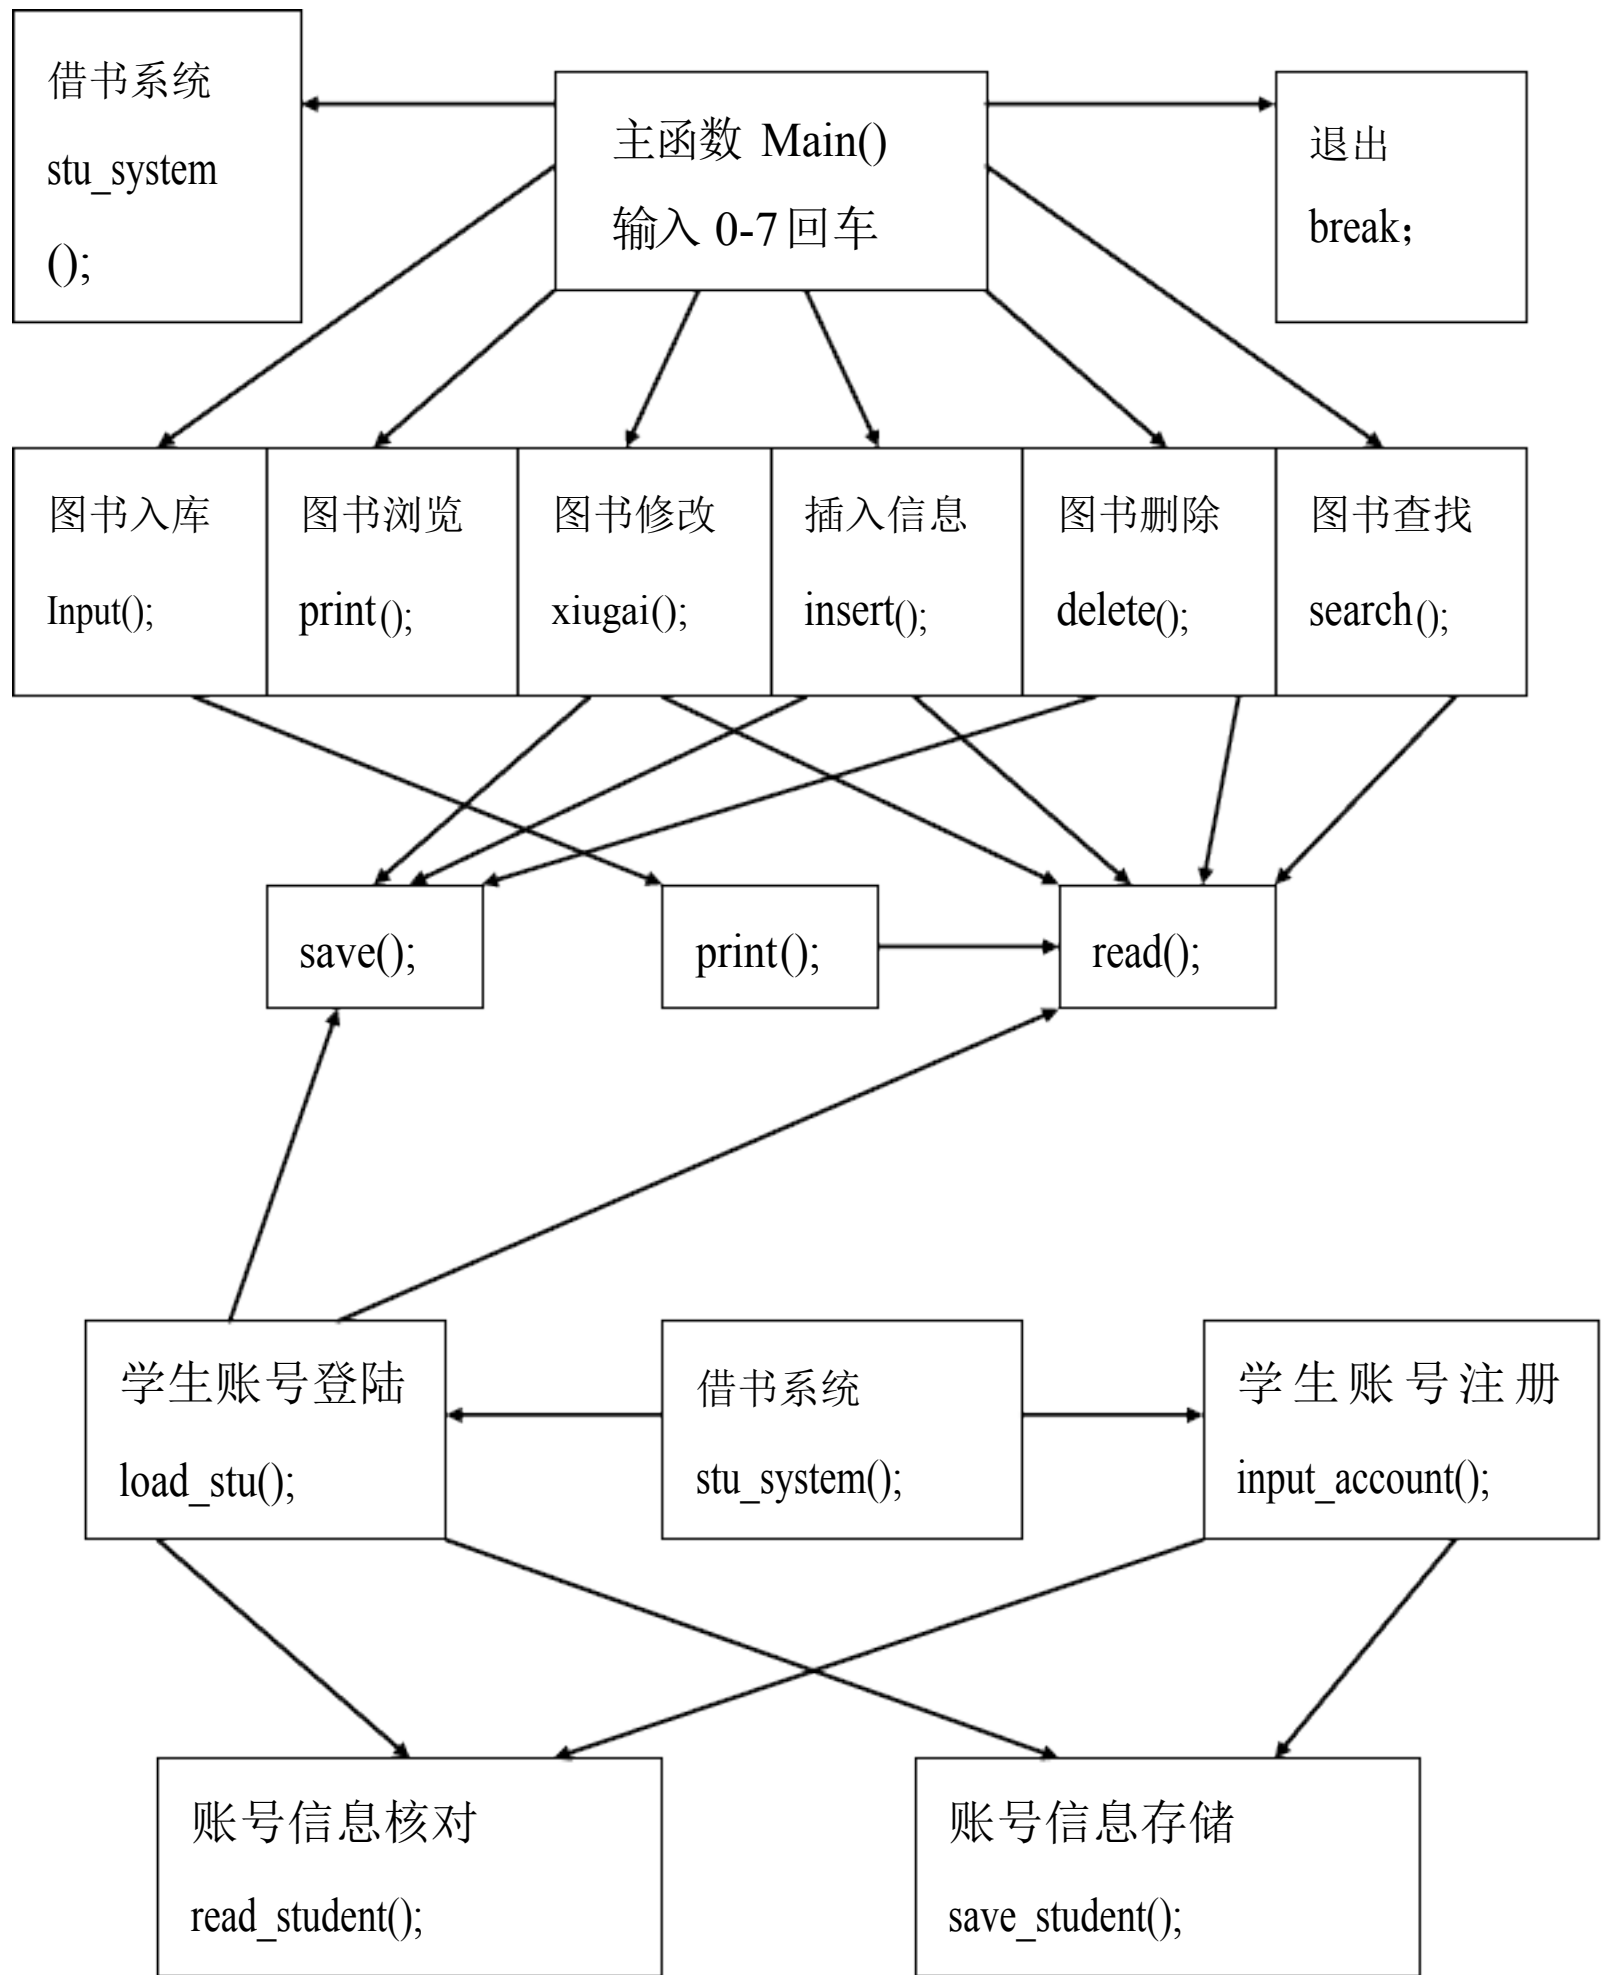 借书系统
stu_system
();
主函数 Main()
输入 0-7回车
退出
break；
图书入库
Input();
图书浏览
print();
图书修改
xiugai();
插入信息
insert();
图书删除
delete();
图书查找
search();
save();
print();
read();
学生账号登陆
load_stu();
借书系统
stu_system();
学生账号注册
input_account();
账号信息核对
read_student();
账号信息存储
save_student();